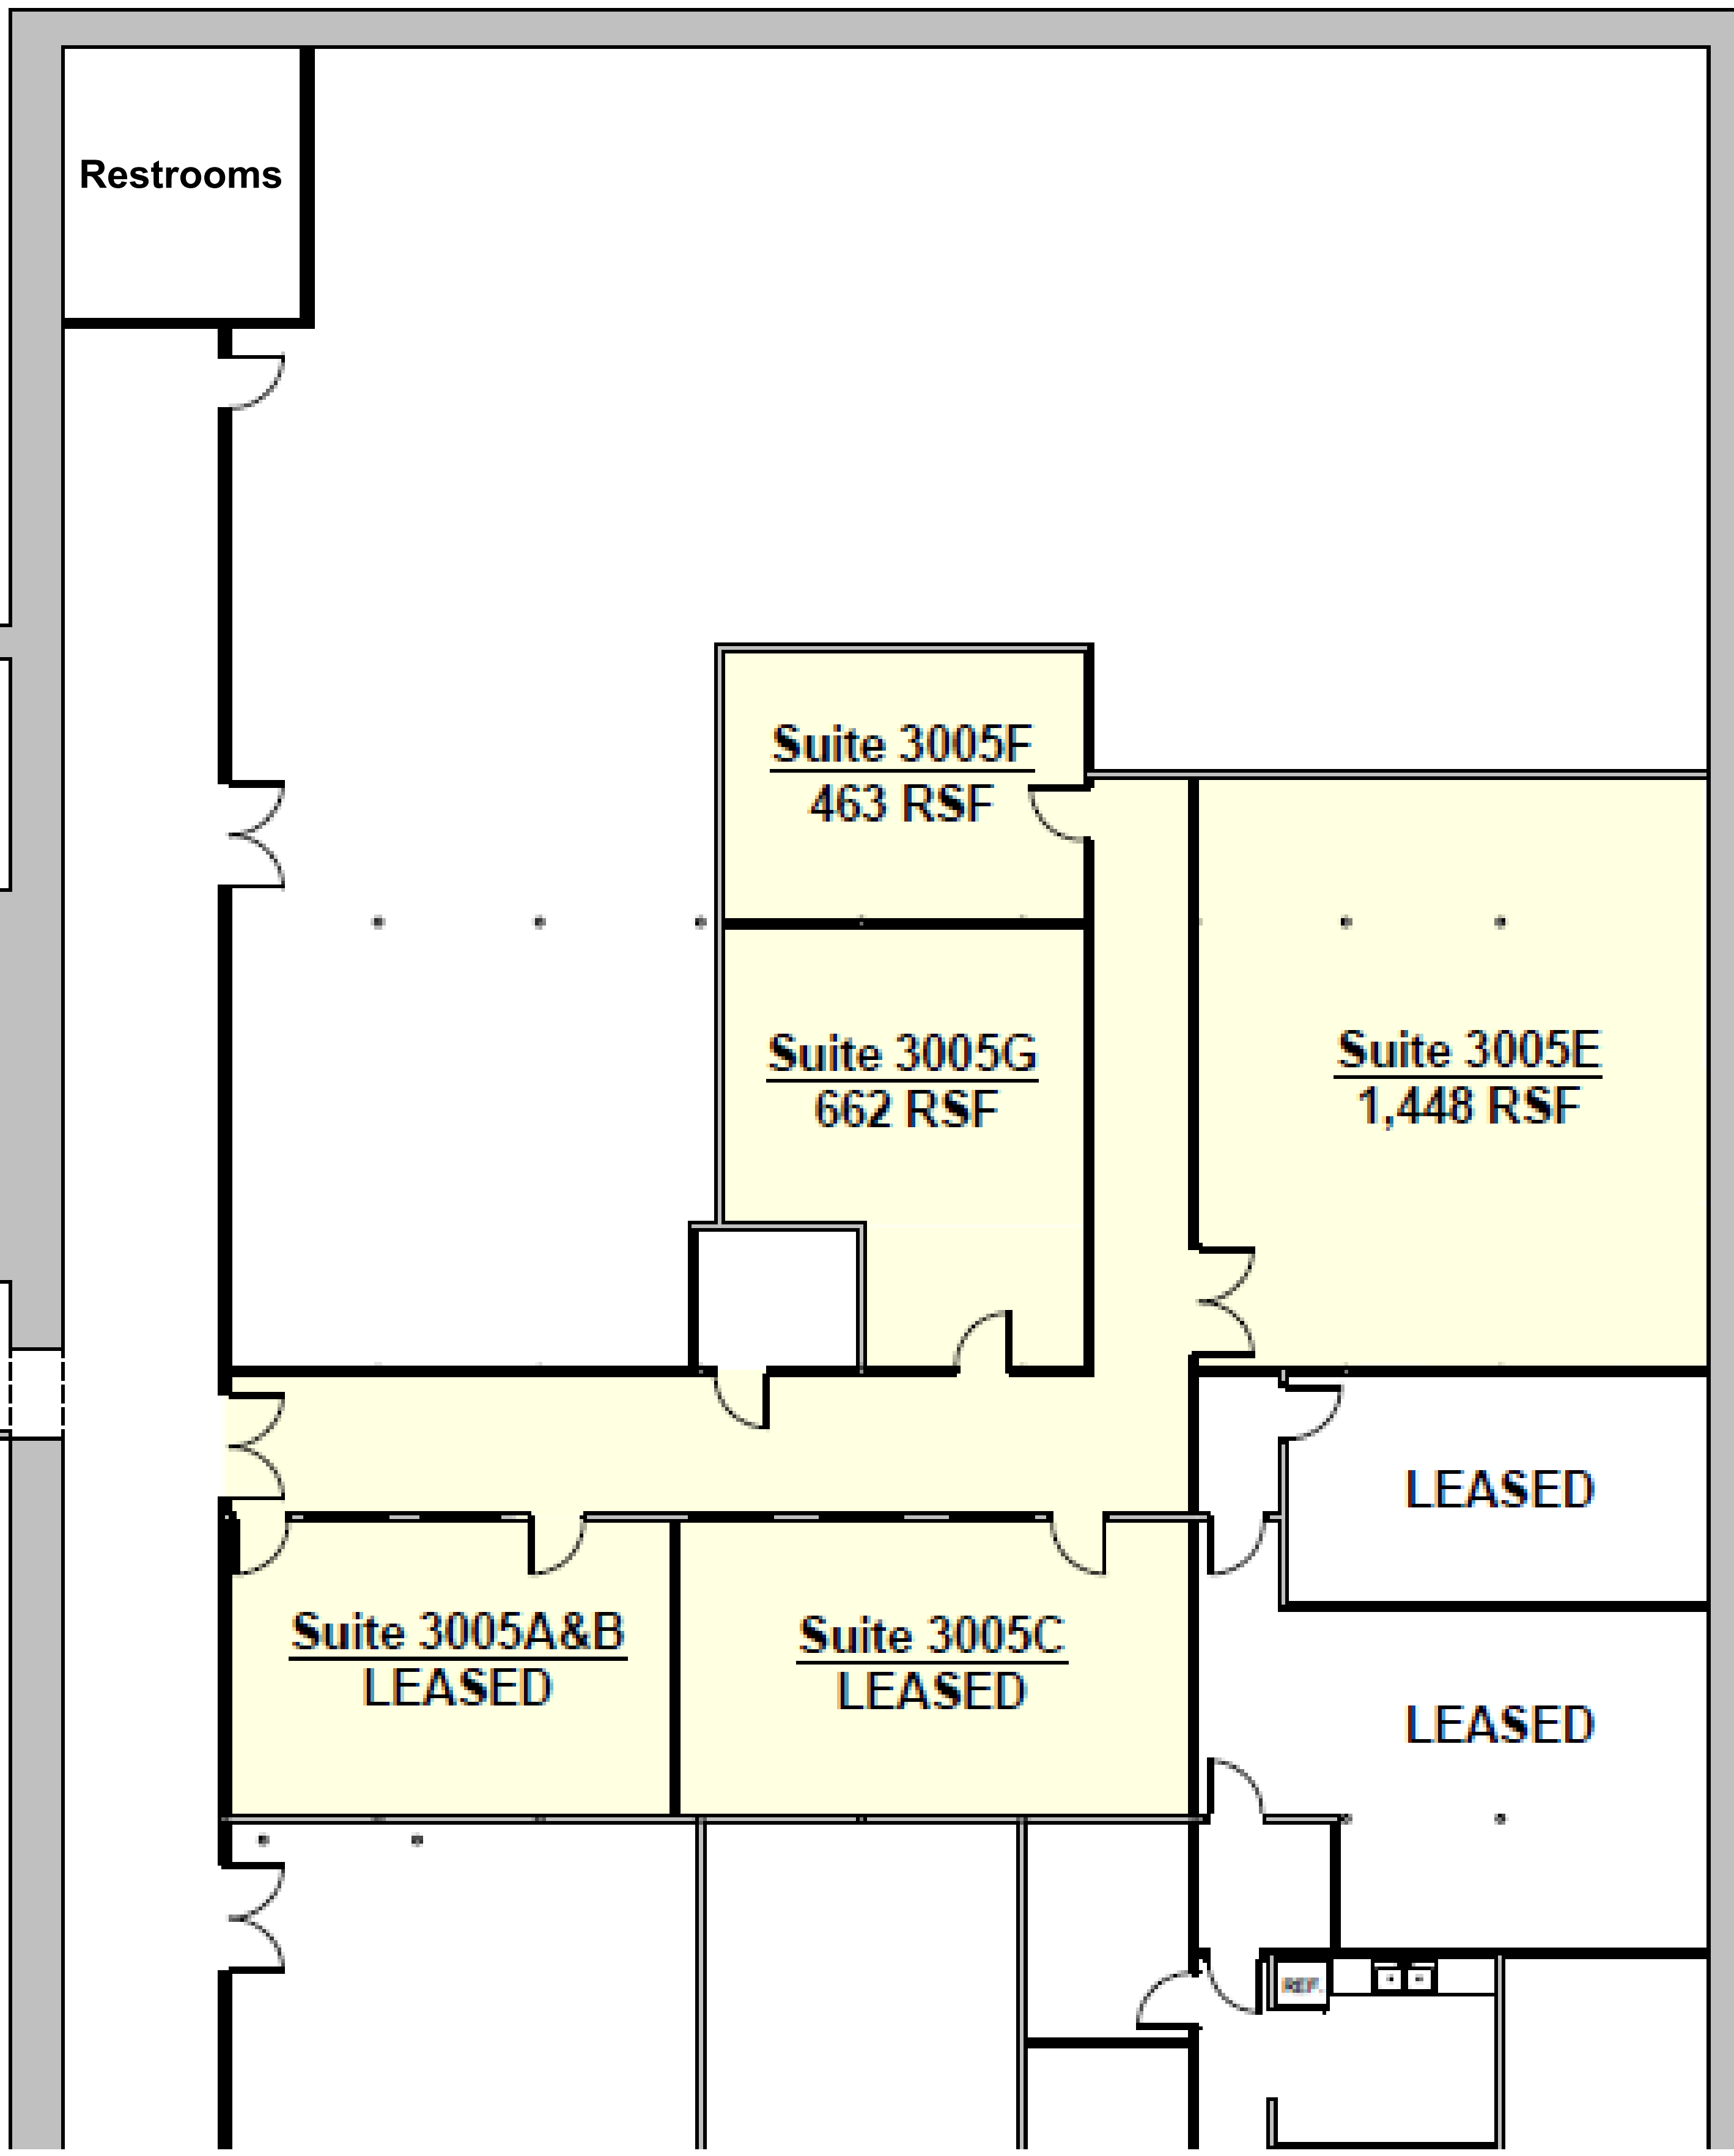 Restrooms
Suite 3005F
463 RSF
Suite 3005G
662 RSF
Suite 3005E
1,448 RSF
LEASED
Suite 3005A&B
LEASED
Suite 3005C
LEASED
LEASED
REF.